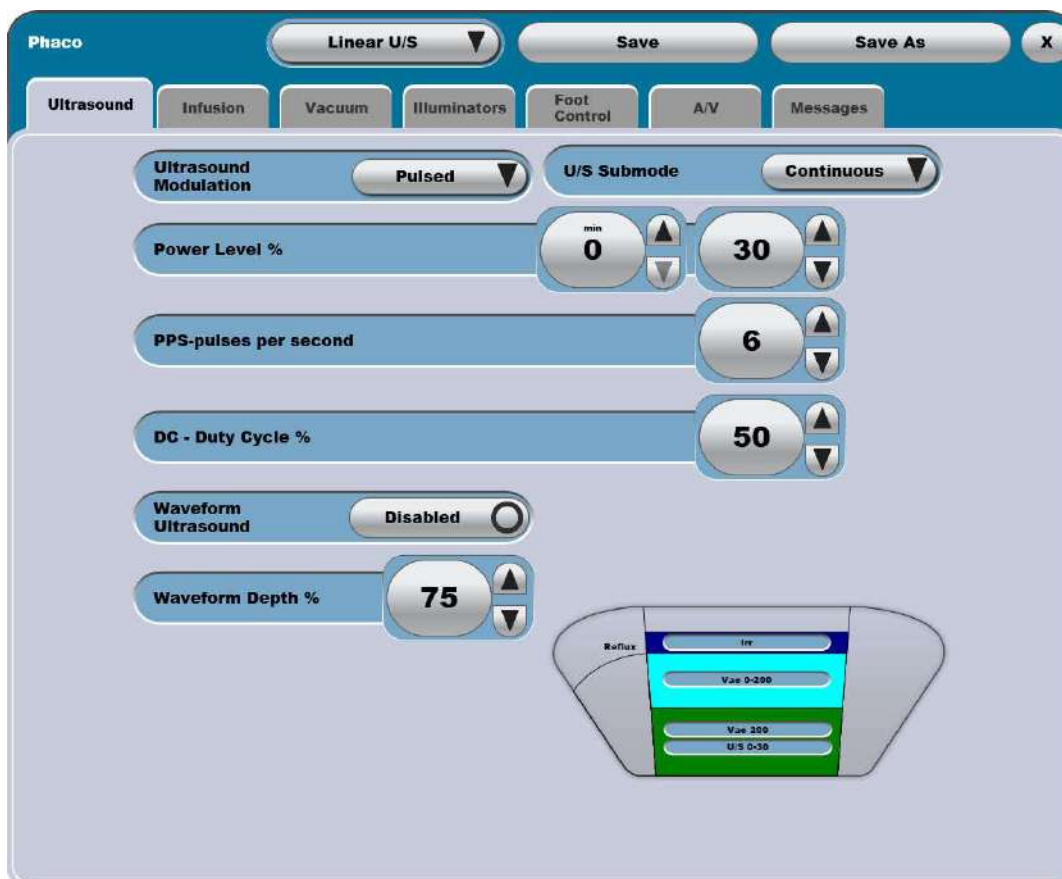 Phaco
Linear U/S
Save
Save As
X
Ultrasound
Infusion
Vacuum
Illuminators
Foot
Control
A/V
Messages
Ultrasound
Modulation
Pulsed
U/S Submode
Continuous
Power Level %
min
0
30
PPS-pulses per second
6
DC - Duty Cycle %
50
Waveform
Ultrasound
Disabled
Waveform Depth %
75
Reflux
Irr
Vac 0-200
Vac 200
U/S 0-30